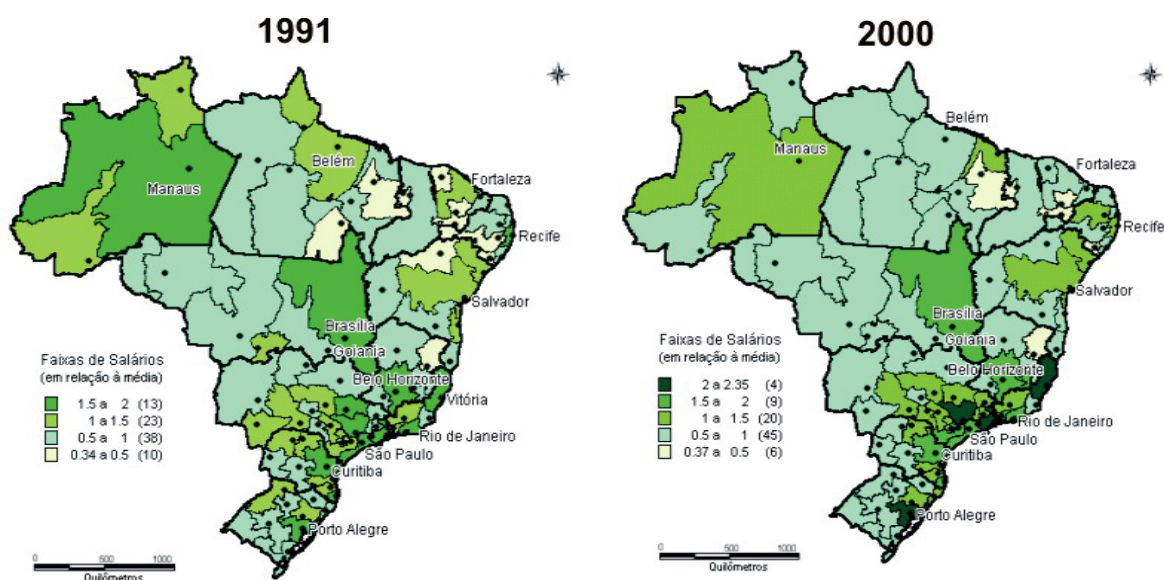 1991
Belém
Manaus
Fortaleza
Recife
Salvador
Brasília
Goiania
Belo Horizonte
Vitória
Rio de Janeiro
São Paulo
Curitiba
Porto Alegre
Faixas de Salários
(em relação à média)
1.5 a 2 (13)
1 a 1.5 (23)
0.5 a 1 (38)
0.34 a 0.5 (10)
0 500 1000
Quilômetros
2000
Belém
Manaus
Fortaleza
Recife
Salvador
Brasília
Goiania
Belo Horizonte
Rio de Janeiro
São Paulo
Curitiba
Porto Alegre
Faixas de Salários
(em relação à média)
2 a 2.35 (4)
1.5 a 2 (9)
1 a 1.5 (20)
0.5 a 1 (45)
0.37 a 0.5 (6)
0 500 1000
Quilômetros